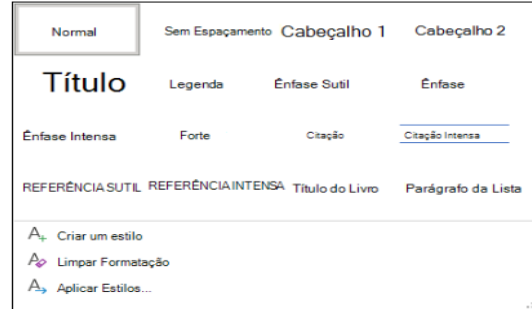 Normal Sem Espaçamento Cabeçalho 1 Cabeçalho 2
Título Legenda Ênfase Sutil Ênfase
Ênfase Intensa Forte Citação Citação Intensa
REFERÊNCIA SUTIL REFERÊNCIA INTENSA Título do Livro Parágrafo da Lista
Criar um estilo
Limpar Formatação
Aplicar Estilos...